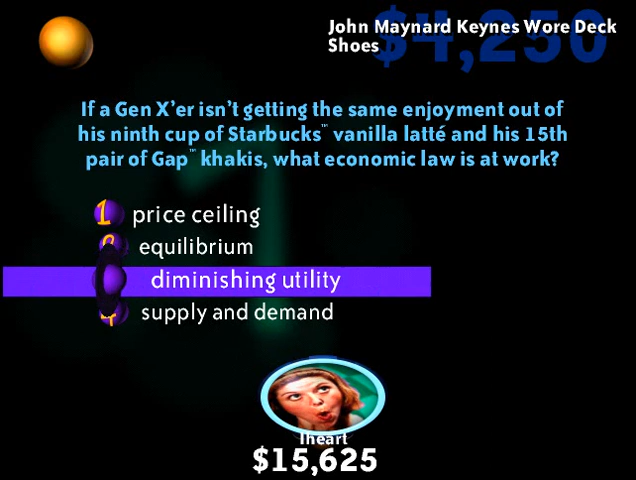 John Maynard Keynes Wore Deck
Shoes
$4,250
If a Gen X'er isn't getting the same enjoyment out of
his ninth cup of Starbucks™ vanilla latté and his 15th
pair of Gap™ khakis, what economic law is at work?
1 price ceiling
equilibrium
diminishing utility
supply and demand
Iheart
$15,625